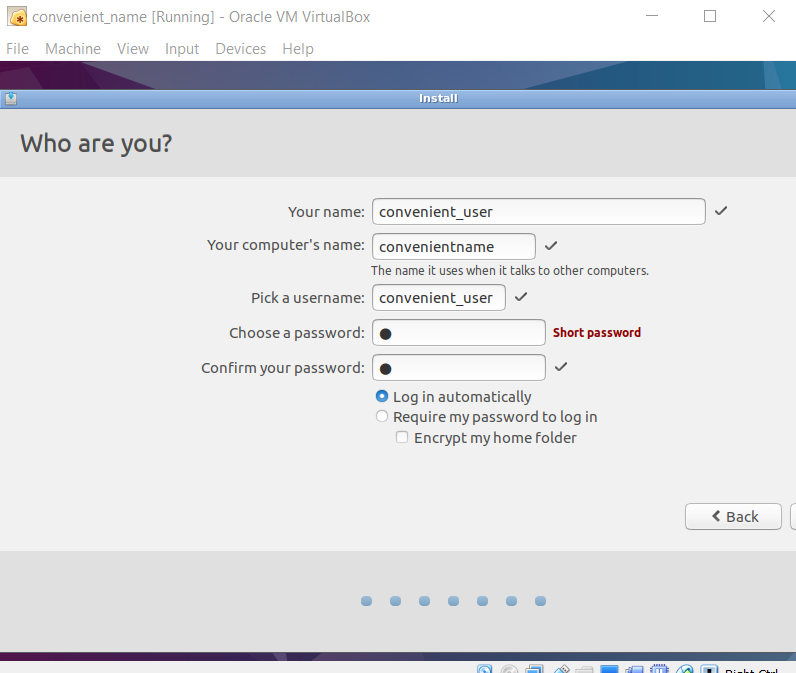 convenient_name [Running] - Oracle VM VirtualBox
File Machine View Input Devices Help
Install
Who are you?
Your name: convenient_user
Your computer's name: convenientname
The name it uses when it talks to other computers.
Pick a username: convenient_user
Choose a password: Short password
Confirm your password:
Log in automatically
Require my password to log in
Encrypt my home folder
Back
Right Ctrl